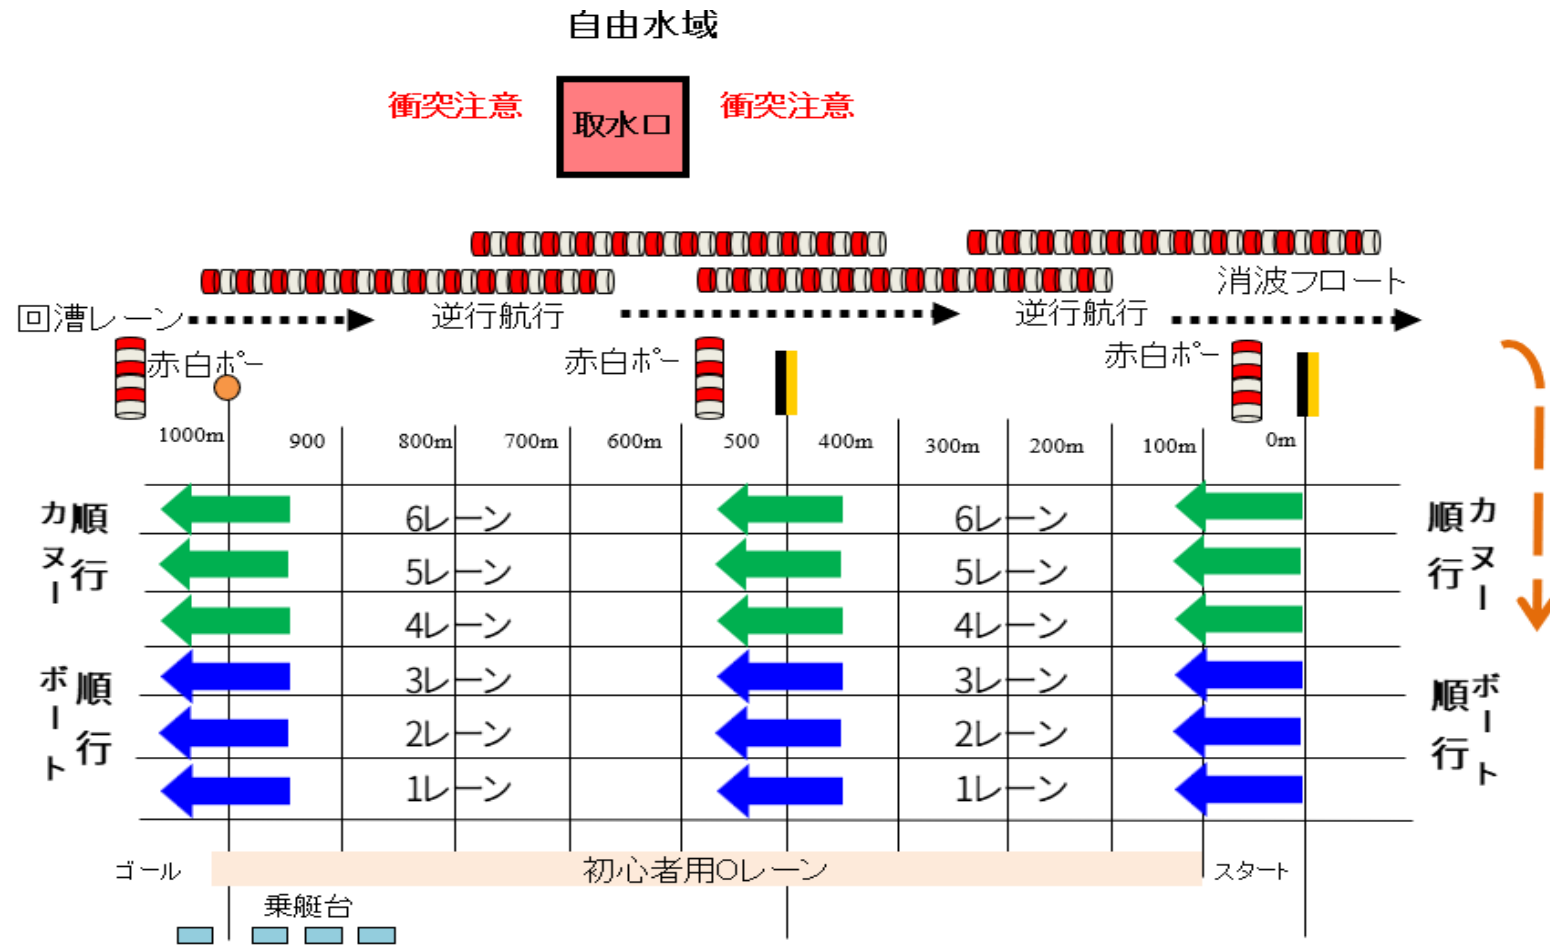 自由水域
衝突注意
取水口
衝突注意
消波フロート
回漕レーン
逆行航行
逆行航行
赤白ﾎﾟｰ
赤白ﾎﾟｰ
赤白ﾎﾟｰ
1000m 900 800m 700m 600m 500 400m 300m 200m 100m 0m
カヌー
順行
6レーン
6レーン
5レーン
5レーン
4レーン
4レーン
順行
カヌー
ボート
順行
3レーン
3レーン
2レーン
2レーン
1レーン
1レーン
順行
ボート
ゴール
初心者用0レーン
スタート
乗艇台